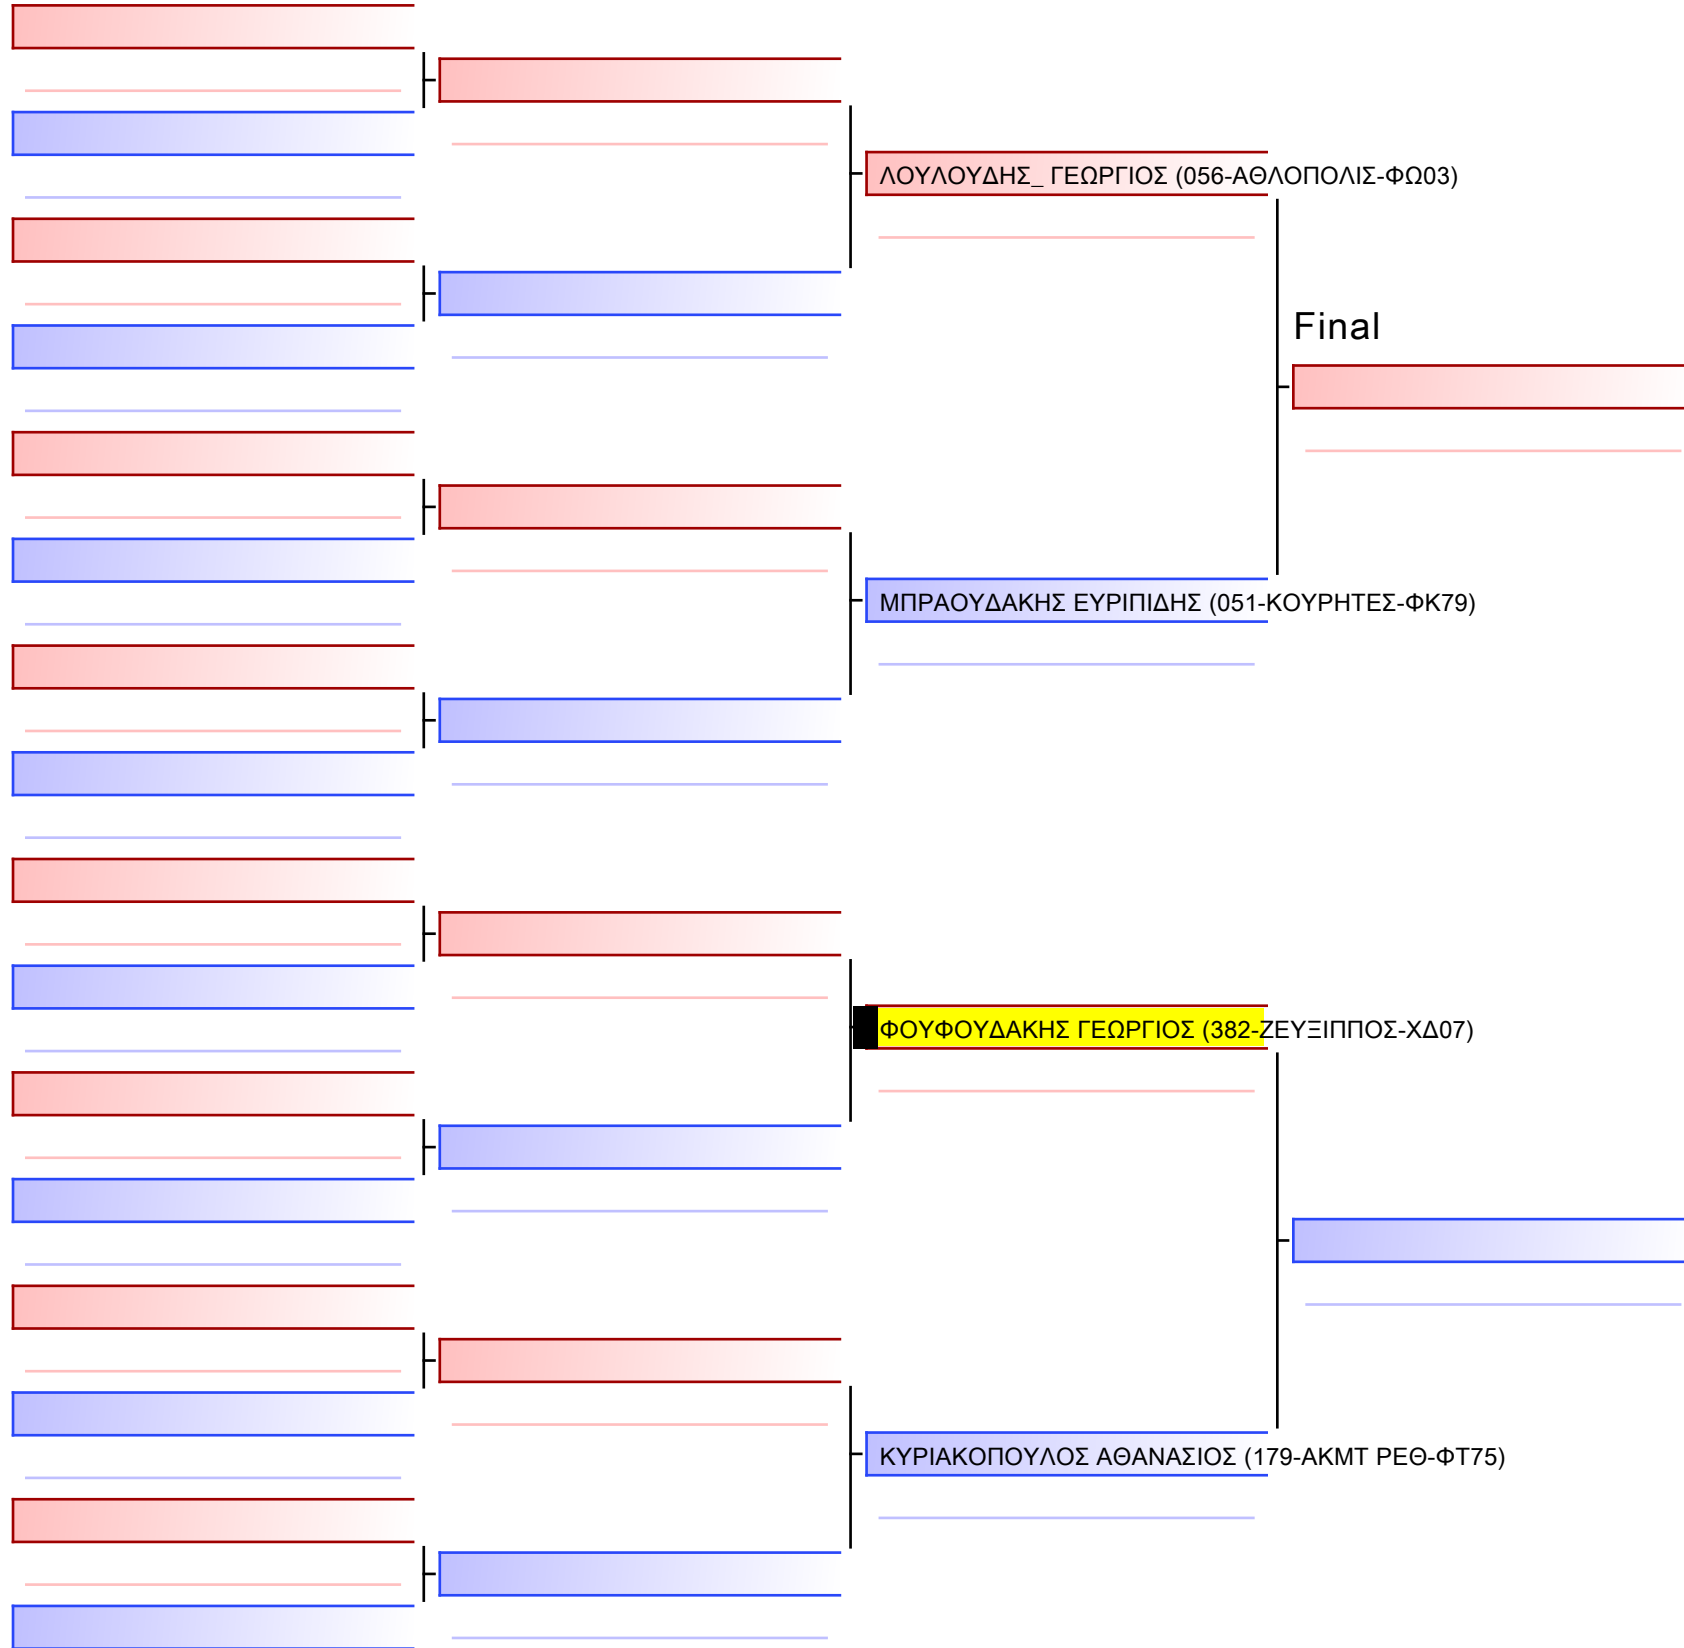 ΛΟΥΛΟΥΔΗΣ_ ΓΕΩΡΓΙΟΣ (056-ΑΘΛΟΠΟΛΙΣ-ΦΩ03)
Final
ΜΠΡΑΟΥΔΑΚΗΣ ΕΥΡΙΠΙΔΗΣ (051-ΚΟΥΡΗΤΕΣ-ΦΚ79)
ΦΟΥΦΟΥΔΑΚΗΣ ΓΕΩΡΓΙΟΣ (382-ΖΕΥΞΙΠΠΟΣ-ΧΔ07)
ΚΥΡΙΑΚΟΠΟΥΛΟΣ ΑΘΑΝΑΣΙΟΣ (179-ΑΚΜΤ ΡΕΘ-ΦΤ75)